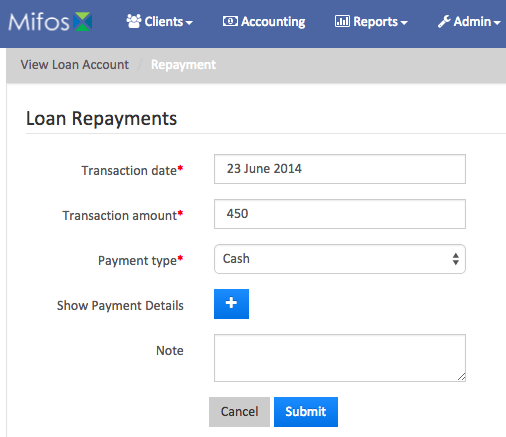 Mifos Clients Accounting Reports Admin
View Loan Account / Repayment
Loan Repayments
Transaction date* 23 June 2014
Transaction amount* 450
Payment type* Cash
Show Payment Details +
Note
Cancel Submit